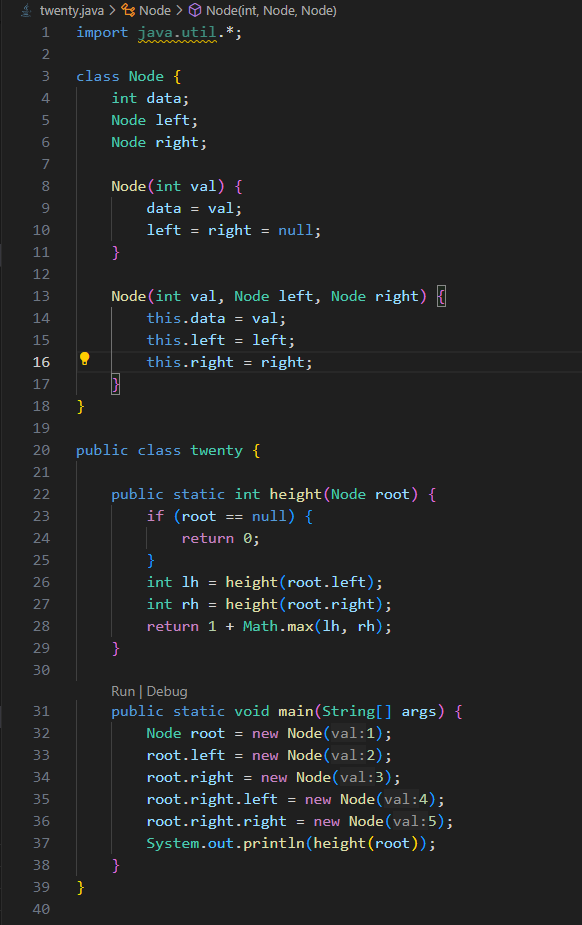 twenty.java > Node > Node(int, Node, Node)
1 import java.util.*;
2
3 class Node {
4     int data;
5     Node left;
6     Node right;
7
8     Node(int val) {
9         data = val;
10         left = right = null;
11     }
12
13     Node(int val, Node left, Node right) {
14         this.data = val;
15         this.left = left;
16         this.right = right;
17     }
18 }
19
20 public class twenty {
21
22     public static int height(Node root) {
23         if (root == null) {
24             return 0;
25         }
26         int lh = height(root.left);
27         int rh = height(root.right);
28         return 1 + Math.max(lh, rh);
29     }
30
Run | Debug
31     public static void main(String[] args) {
32         Node root = new Node(val:1);
33         root.left = new Node(val:2);
34         root.right = new Node(val:3);
35         root.right.left = new Node(val:4);
36         root.right.right = new Node(val:5);
37         System.out.println(height(root));
38     }
39 }
40